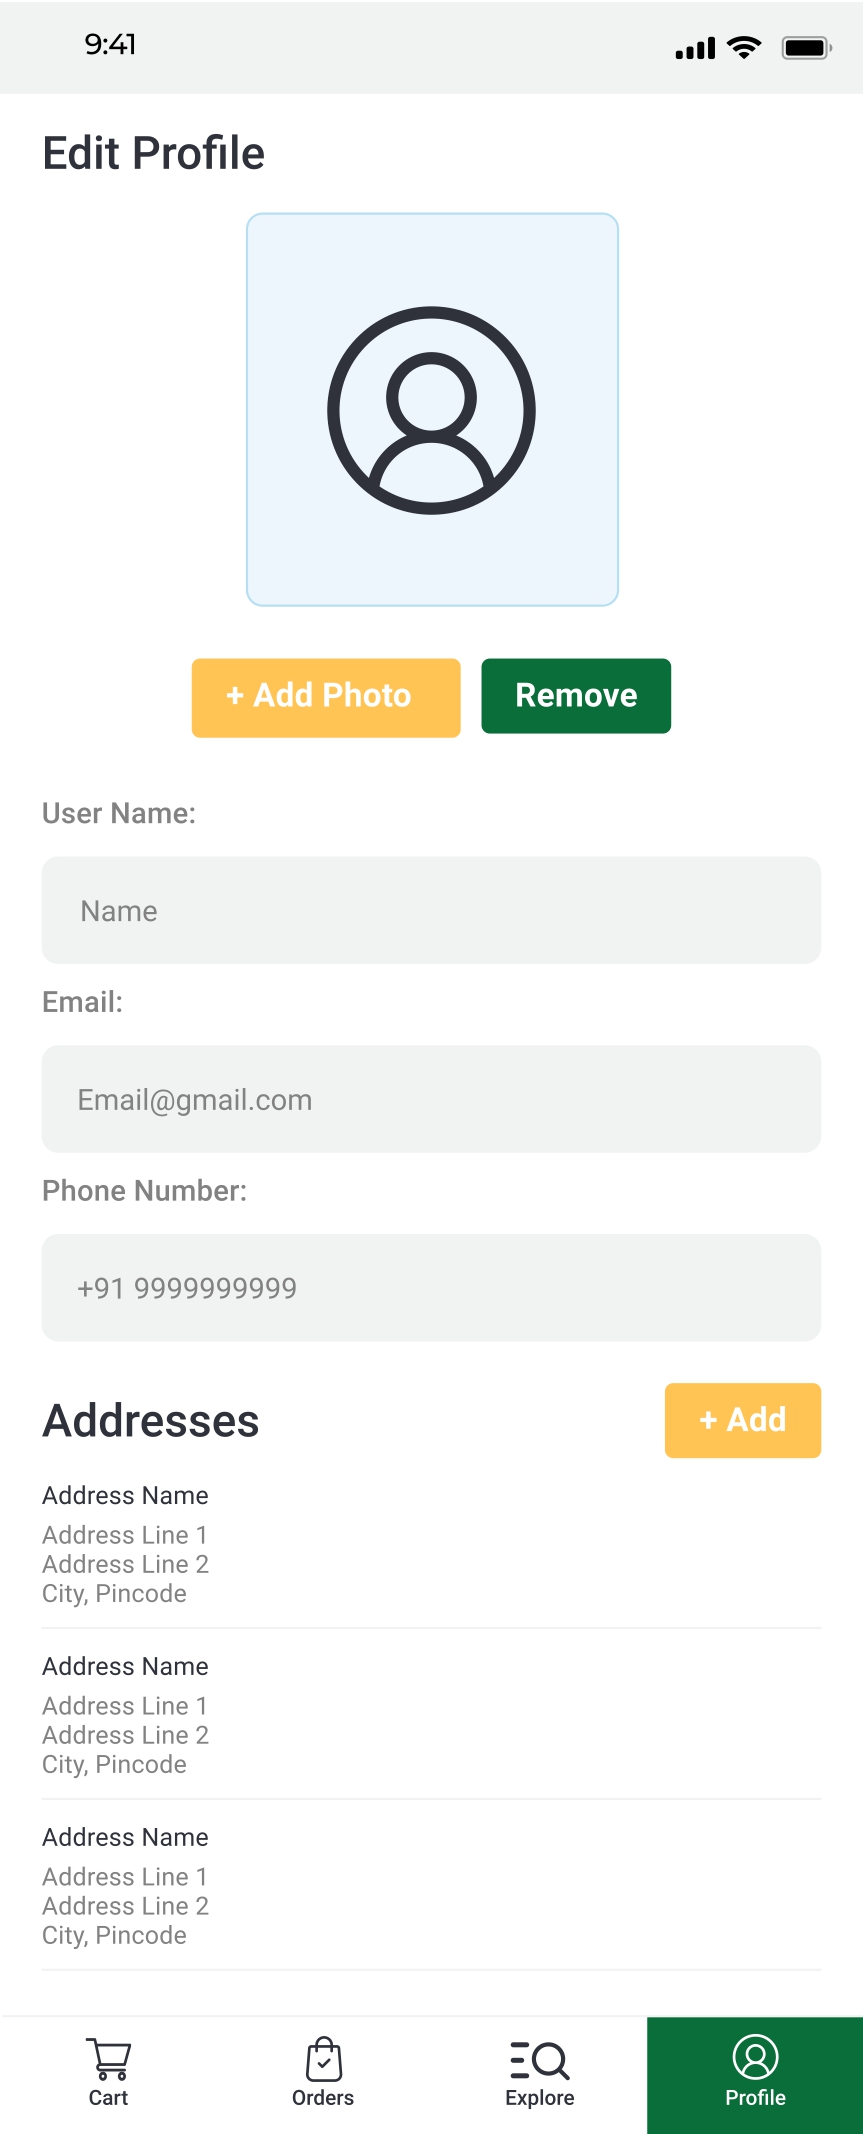 9:41
Edit Profile
+ Add Photo
Remove
User Name:
Name
Email:
Email@gmail.com
Phone Number:
+91 9999999999
Addresses
+ Add
Address Name
Address Line 1
Address Line 2
City, Pincode
Address Name
Address Line 1
Address Line 2
City, Pincode
Address Name
Address Line 1
Address Line 2
City, Pincode
Cart
Orders
Explore
Profile